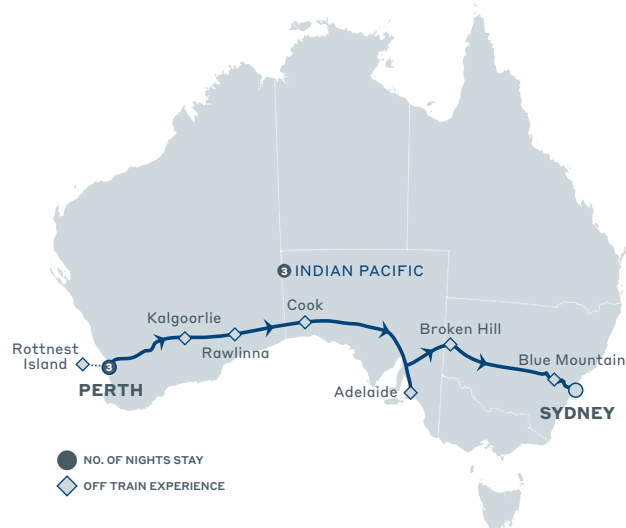 3 INDIAN PACIFIC
Cook
Kalgoorlie
Broken Hill
Rawlinna
Rottnest
Island
3
PERTH
Blue Mountain
Adelaide
SYDNEY
NO. OF NIGHTS STAY
OFF TRAIN EXPERIENCE